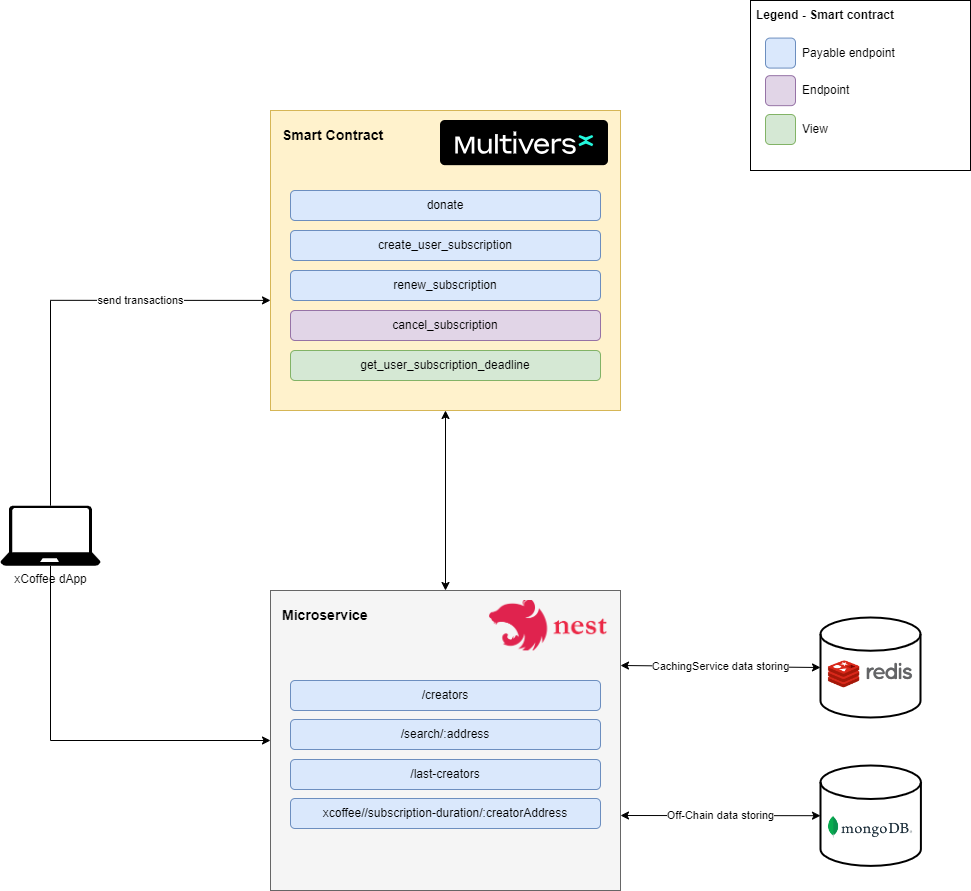 Legend - Smart contract
Payable endpoint
Endpoint
View
Smart Contract
Multiversx
donate
create_user_subscription
renew_subscription
send transactions
cancel_subscription
get_user_subscription_deadline
xCoffee dApp
Microservice
nest
CachingService data storing
redis
/creators
/search/:address
/last-creators
xcoffee//subscription-duration/:creatorAddress
Off-Chain data storing
mongoDB.